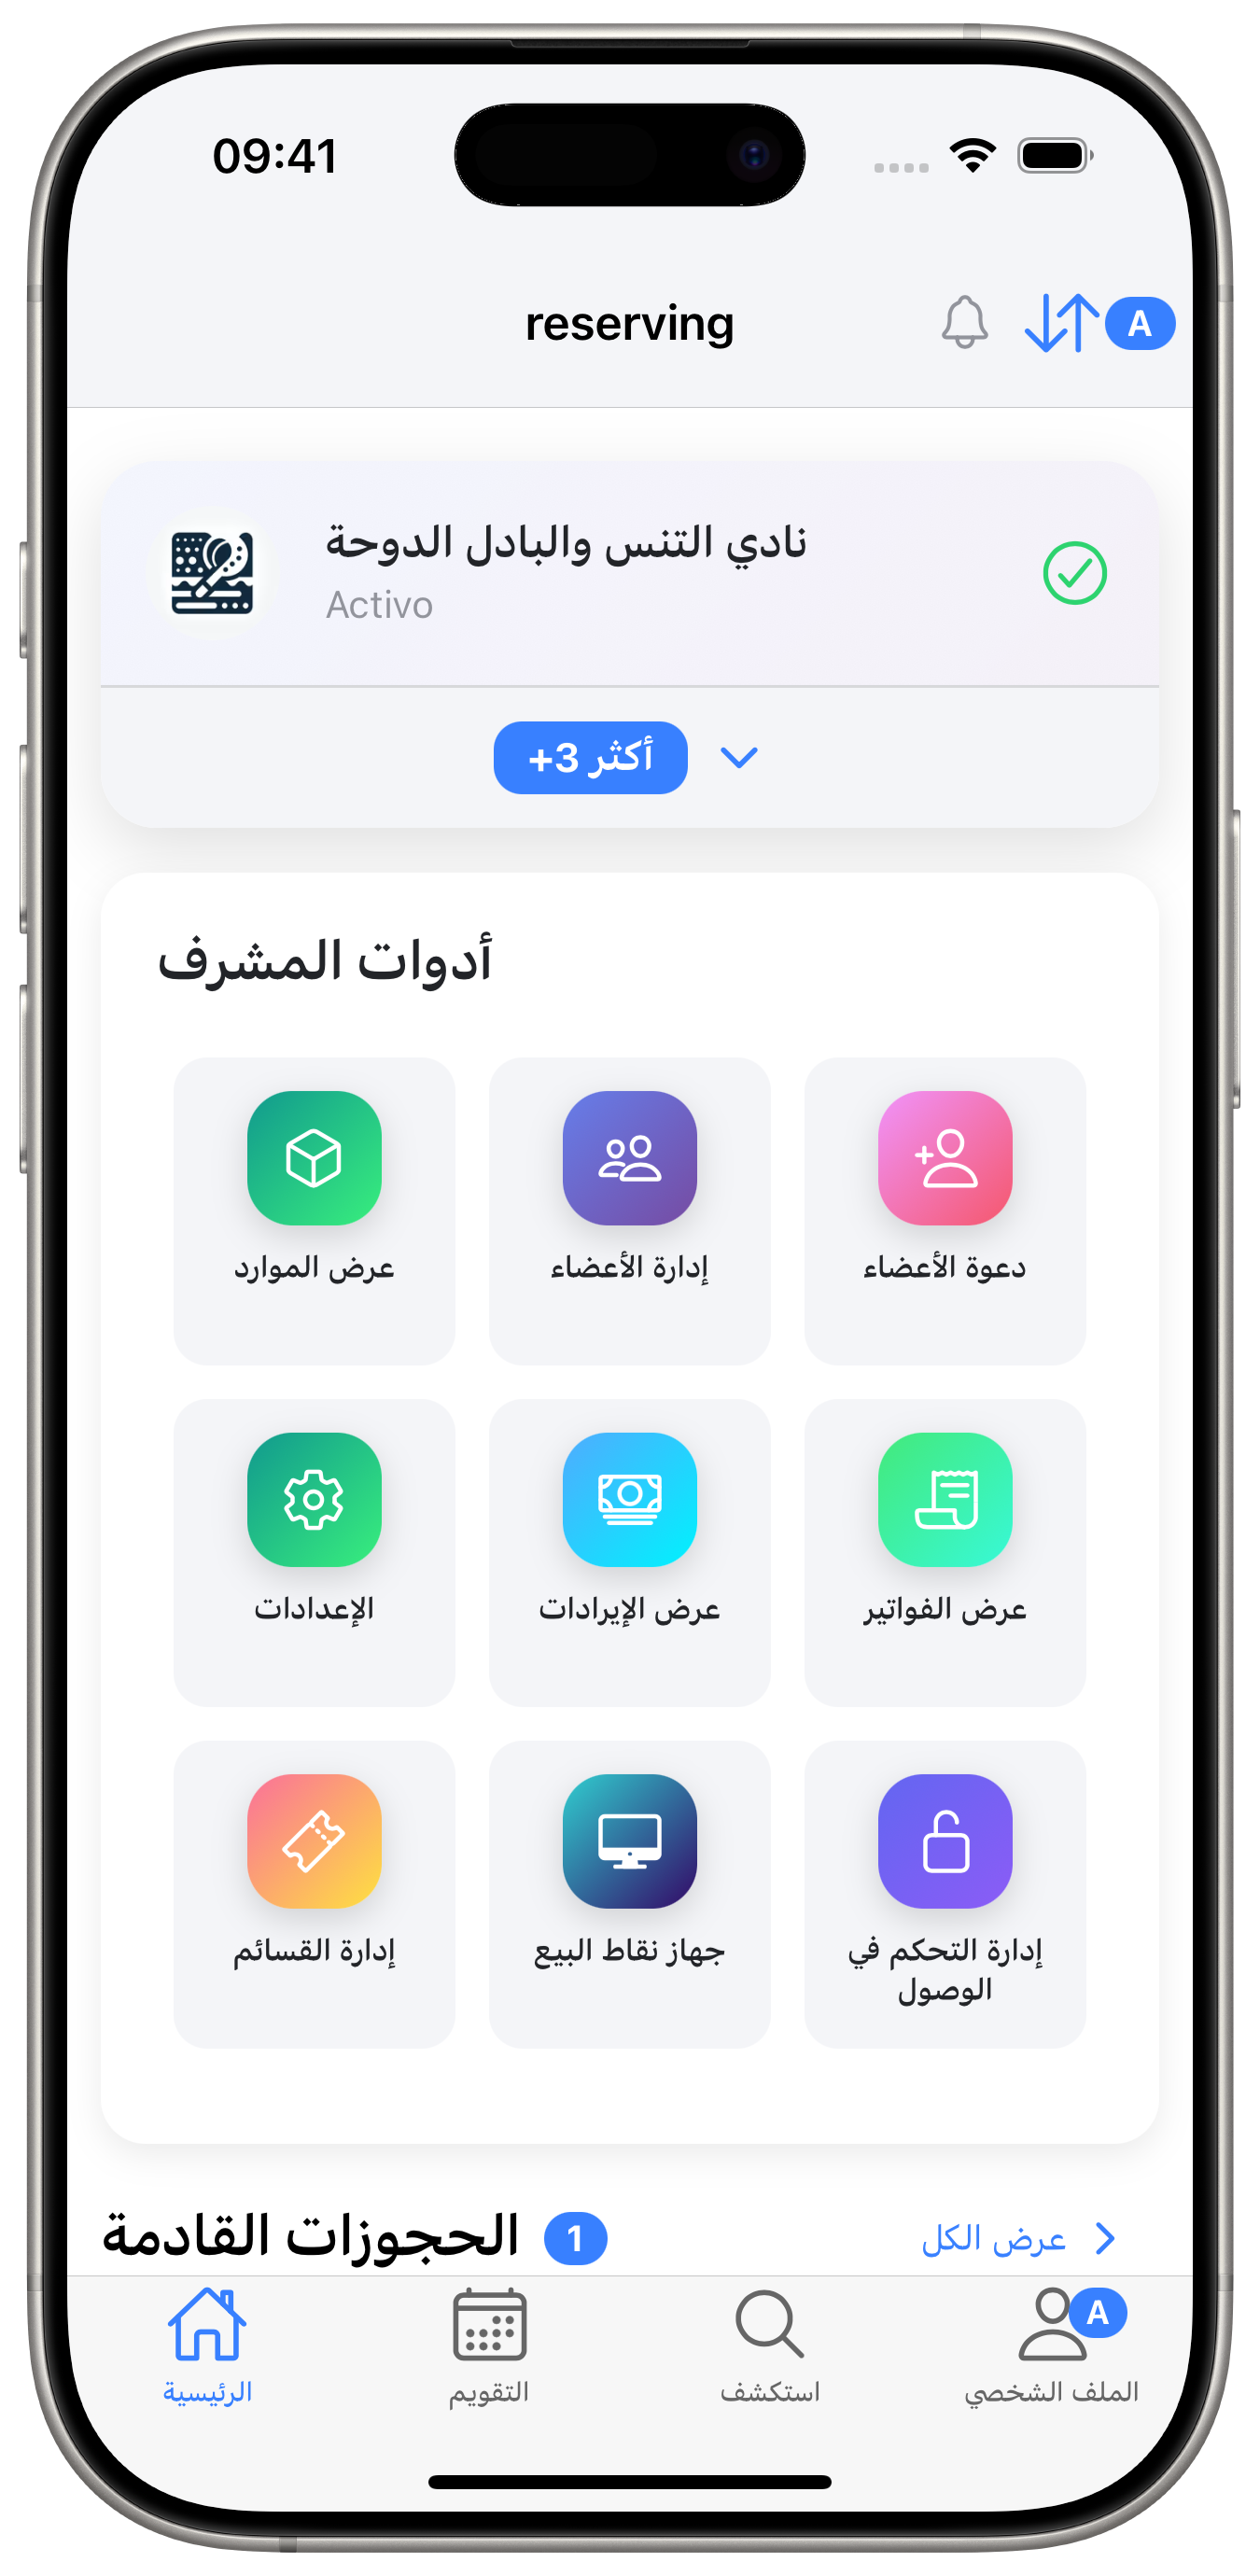 09:41
reserving
A
نادي التنس والبادل الدوحة
Activo
أكثر 3+
أدوات المشرف
عرض الموارد
إدارة الأعضاء
دعوة الأعضاء
الإعدادات
عرض الإيرادات
عرض الفواتير
إدارة القسائم
جهاز نقاط البيع
إدارة التحكم في
الوصول
الحجوزات القادمة
1
عرض الكل
الرئيسية
التقويم
استكشف
A
الملف الشخصي